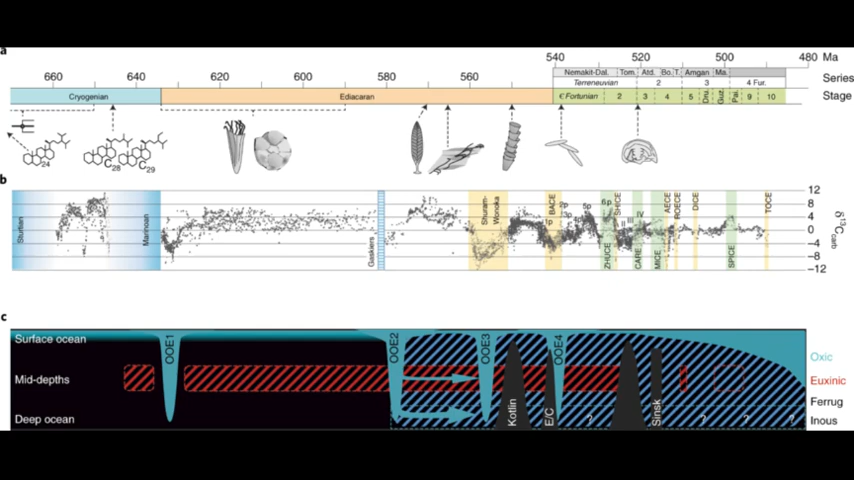 a
540 520 500 480 Ma
660 640 620 600 580 560
Nemakit-Dal. Tom. Atd. Bo. T. Amgan Ma.
Terreneuvian 2 3 4 Fur. Series
Cryogenian Ediacaran Є Fortunian 2 3 4 5 Dru. Guz. Pai. 9 10 Stage
24 C28 C29
b
Sturtian
Marinoan
Gaskiers
Shuram-Wonoka
BACE
1p 2p 3p 4p 5p 6p
ZHUCE
SHICE
II III IV
CARE
MICE
AECE
ROECE
DICE
SPICE
TOCE
12
8
4
0
–4
–8
–12
δ13Ccarb
c
Surface ocean
Mid-depths
Deep ocean
OOE1
OOE2
OOE3
OOE4
Kotlin
E/C
Sinsk
? ? ? ? ?
Oxic
Euxinic
Ferrug
Inous